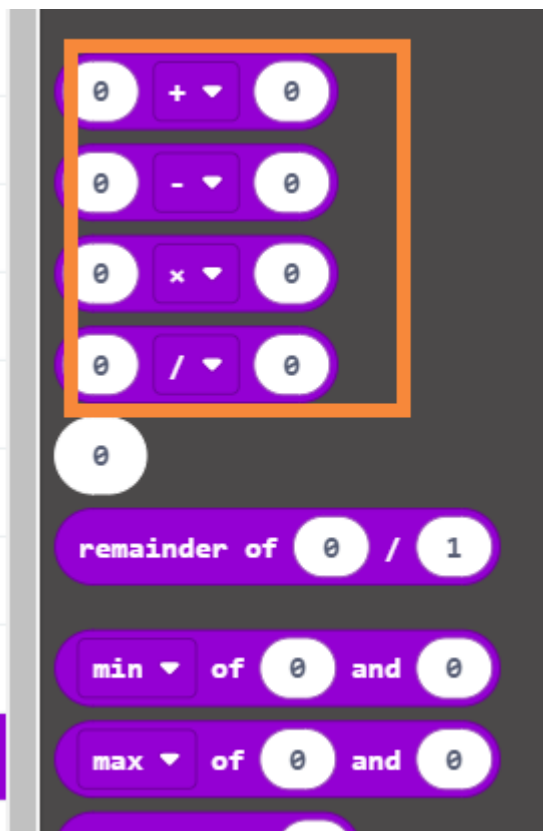 0 + 0
0 - 0
0 × 0
0 / 0
0
remainder of 0 / 1
min of 0 and 0
max of 0 and 0